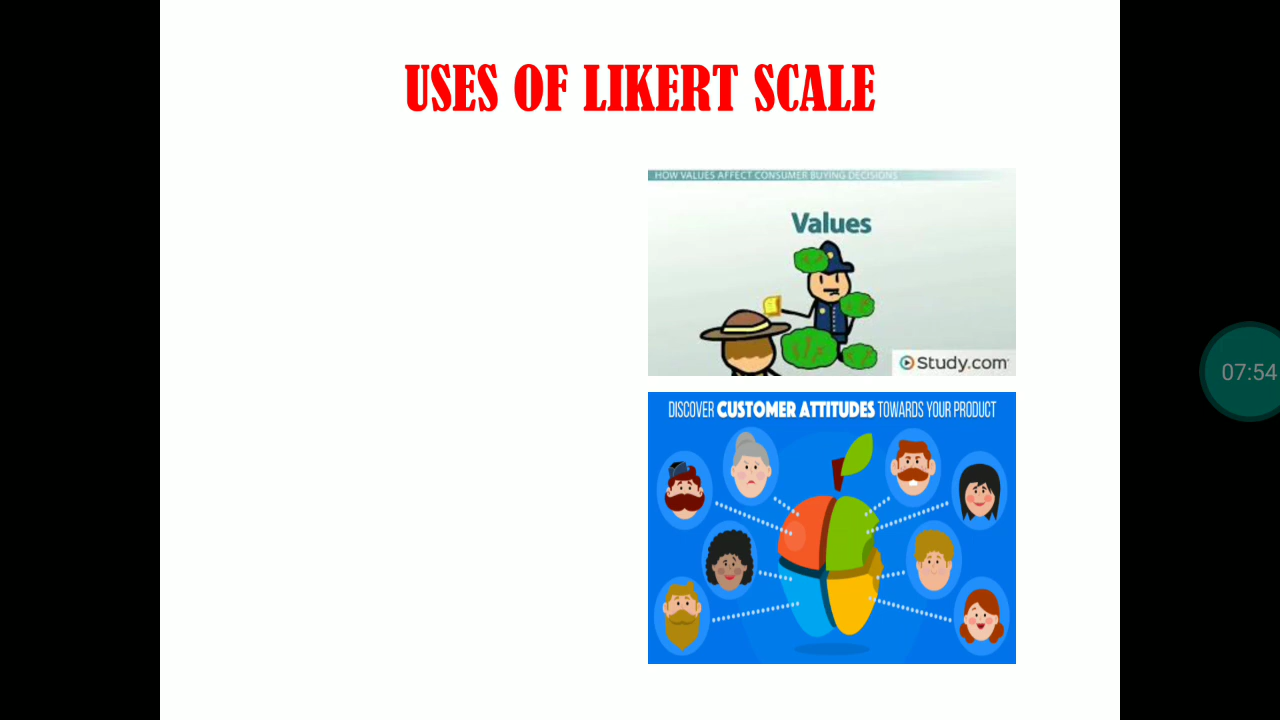 USES OF LIKERT SCALE
HOW VALUES AFFECT CONSUMER BUYING DECISIONS
Values
Study.com
DISCOVER CUSTOMER ATTITUDES TOWARDS YOUR PRODUCT
07:54